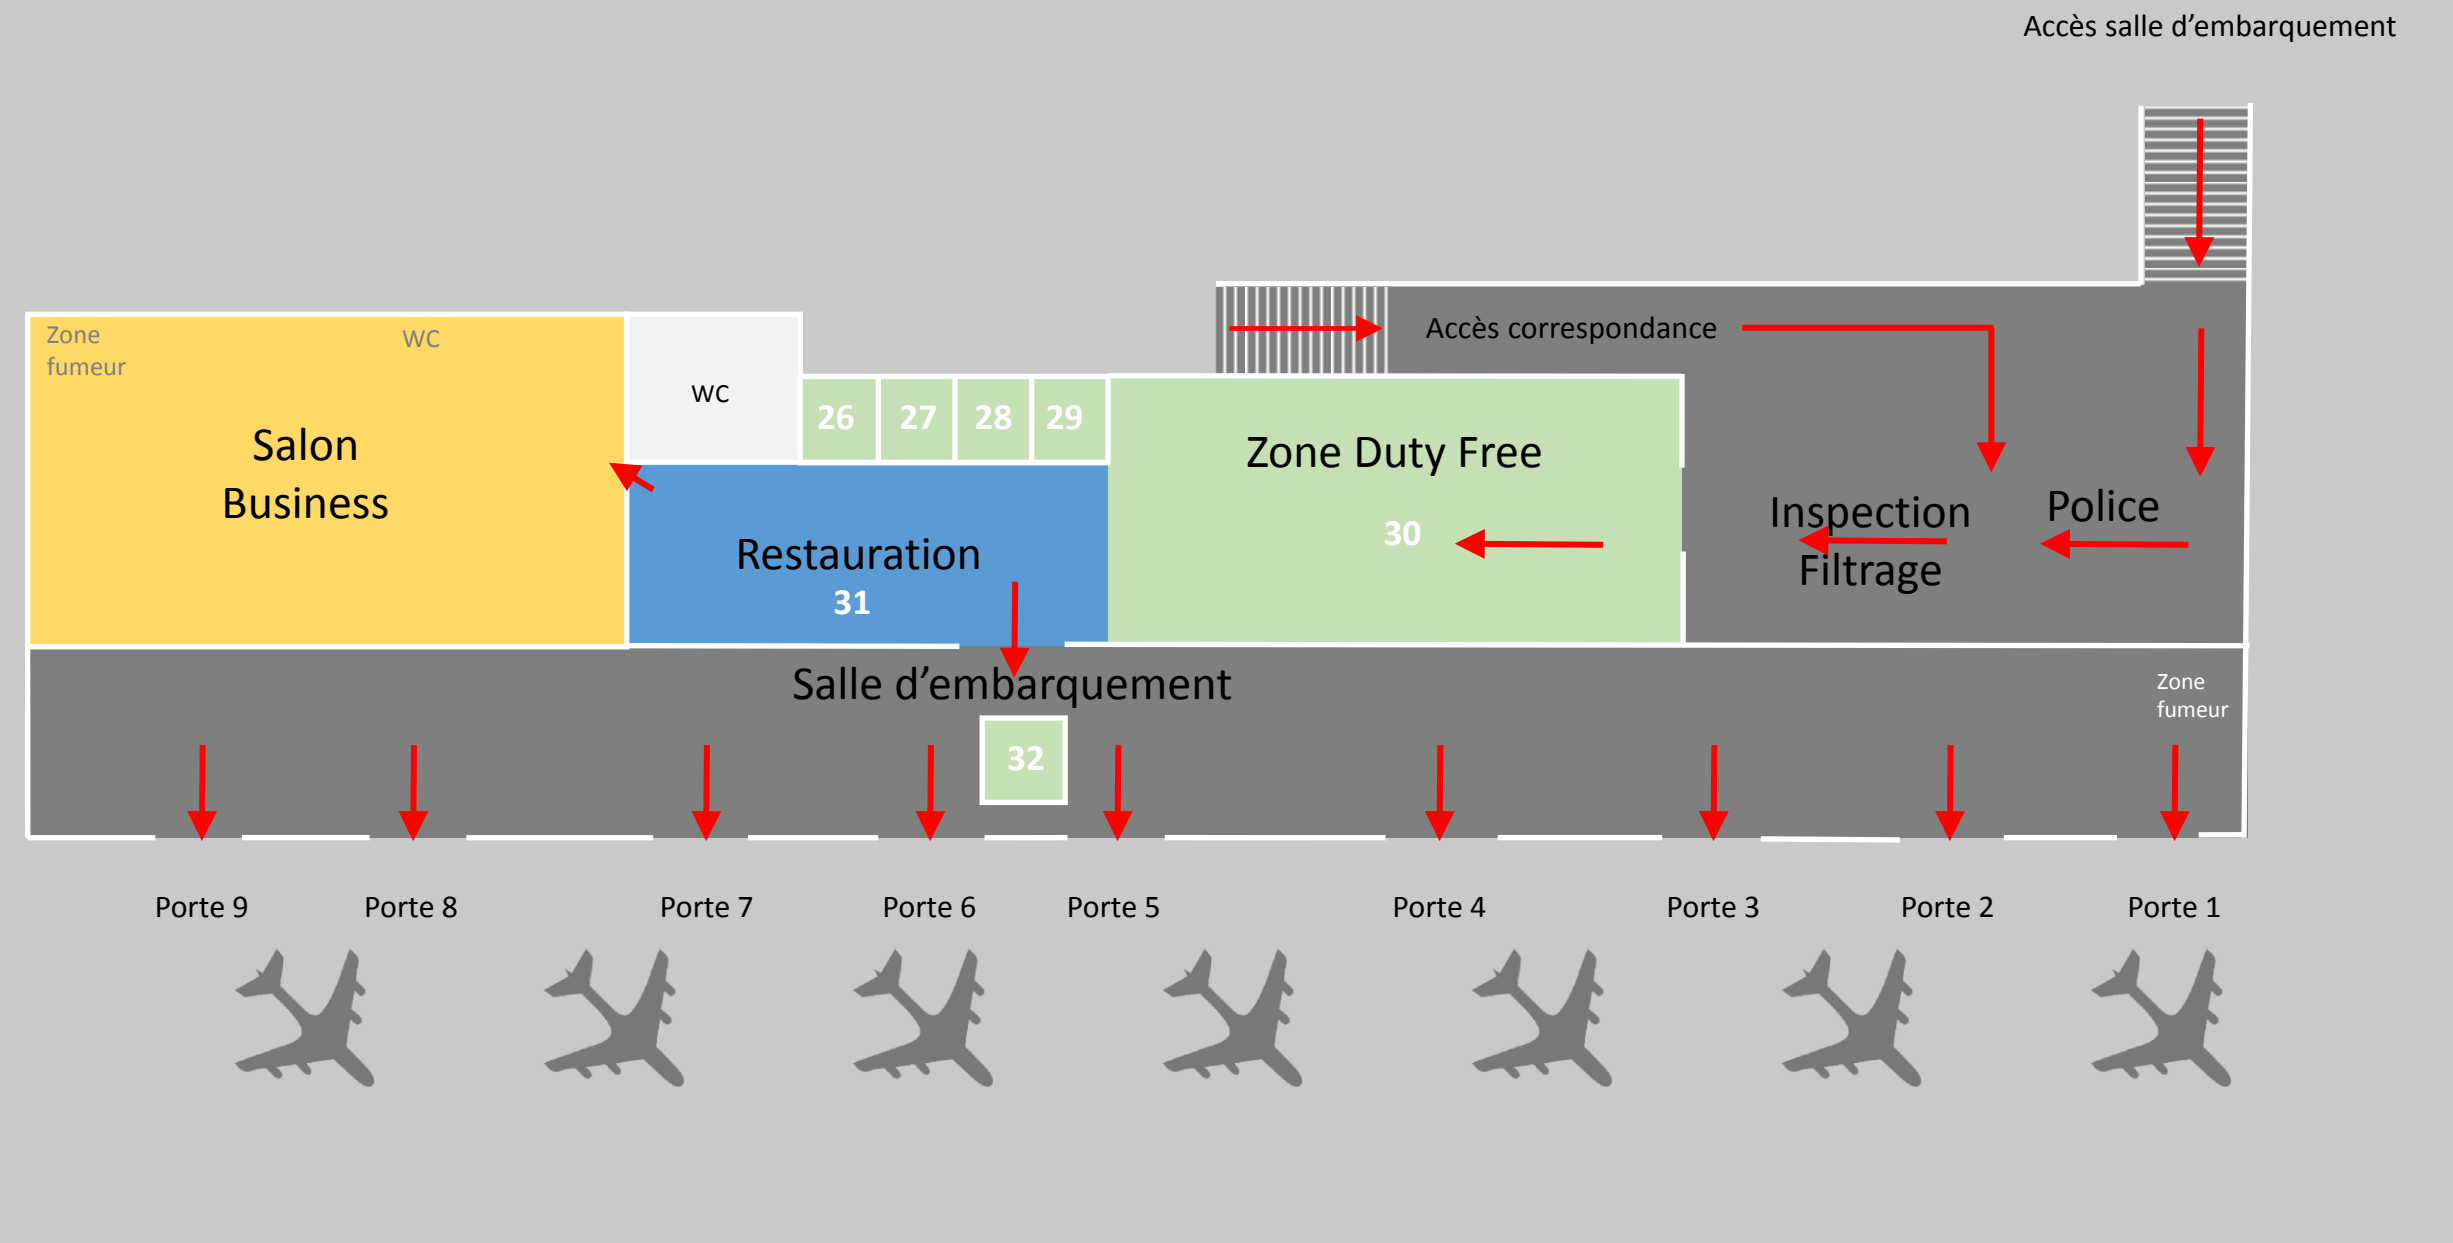 Accès salle d’embarquement
Accès correspondance
Zone
fumeur
WC
WC
Salon
Business
26
27
28
29
Zone Duty Free
30
Inspection
Filtrage
Police
Restauration
31
Salle d’embarquement
32
Zone
fumeur
Porte 9
Porte 8
Porte 7
Porte 6
Porte 5
Porte 4
Porte 3
Porte 2
Porte 1